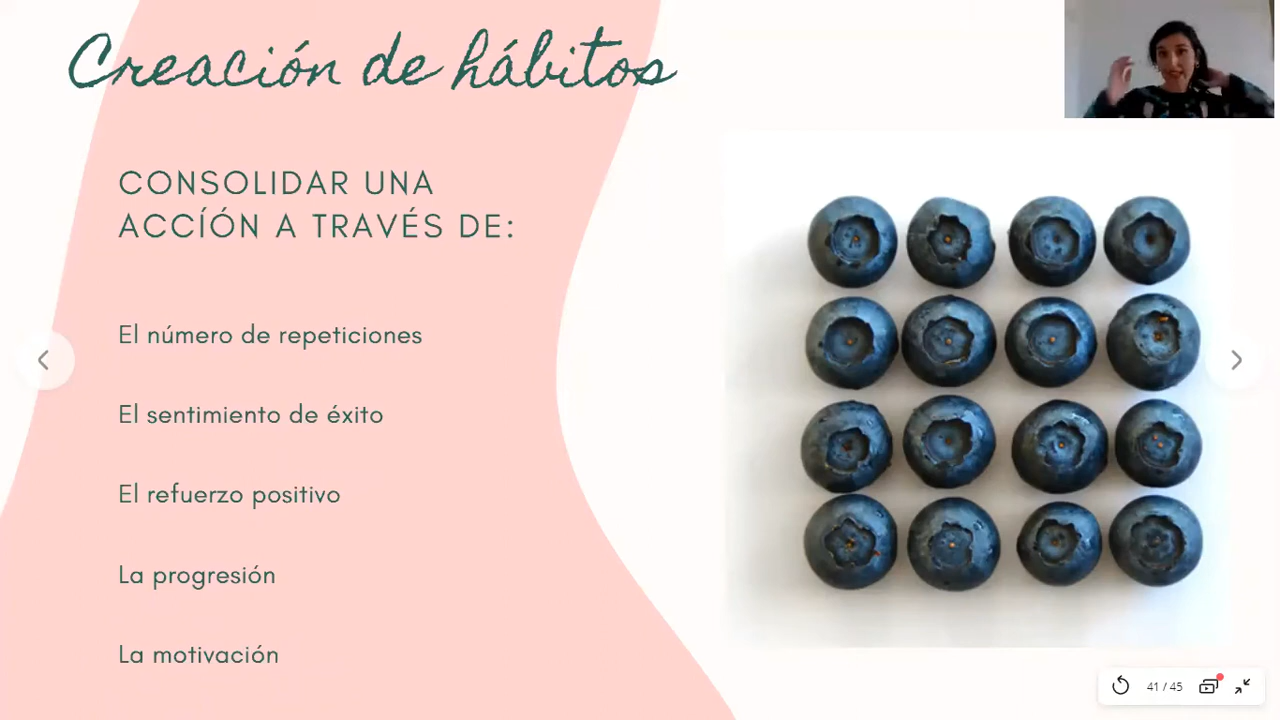 Creación de hábitos
CONSOLIDAR UNA
ACCÍÓN A TRAVÉS DE:
El número de repeticiones
El sentimiento de éxito
El refuerzo positivo
La progresión
La motivación
41 / 45